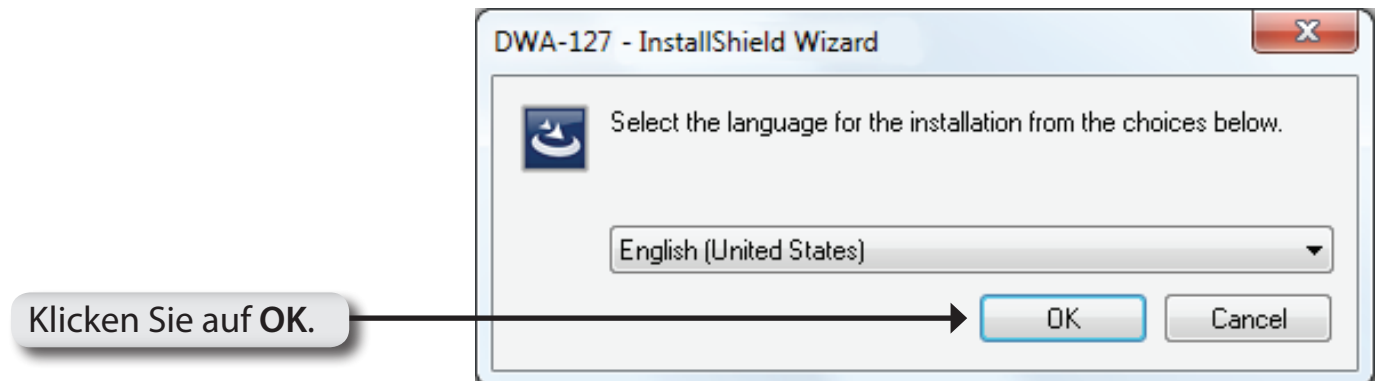 DWA-127 - InstallShield Wizard
Select the language for the installation from the choices below.
English (United States)
Klicken Sie auf OK.
OK
Cancel